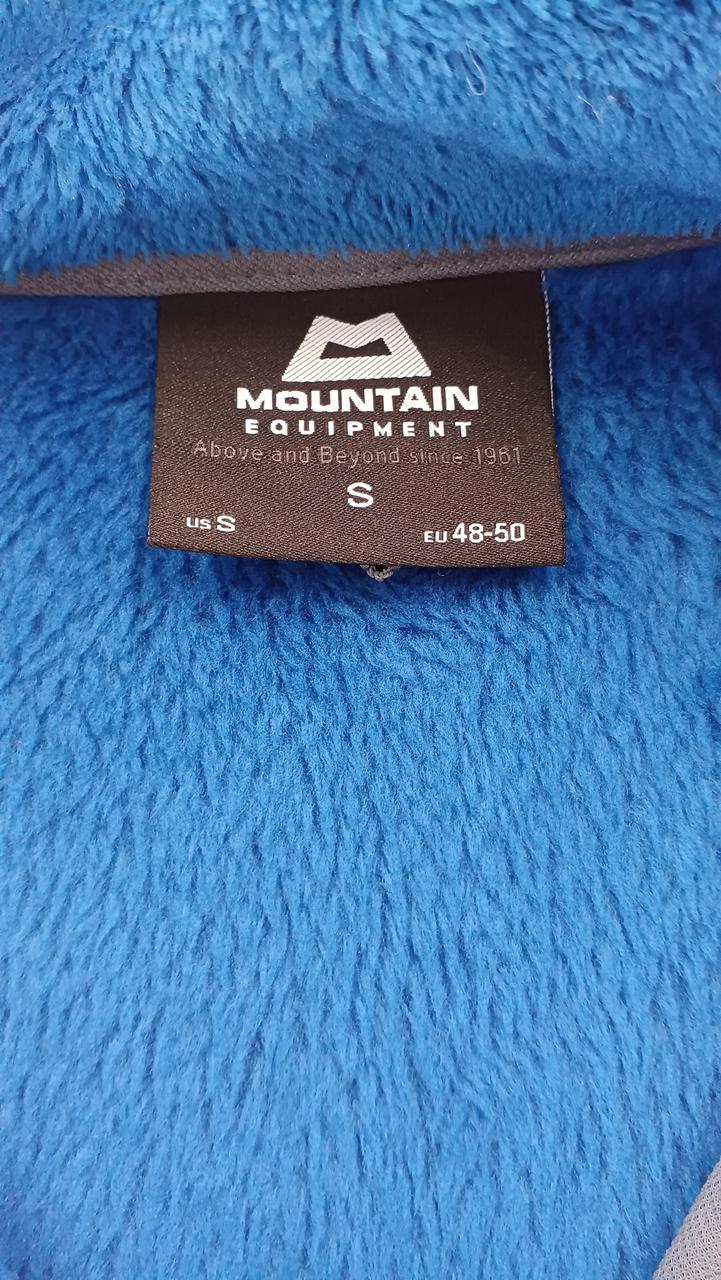 MOUNTAIN
EQUIPMENT
Above and Beyond since 1961
S
US S
EU 48-50